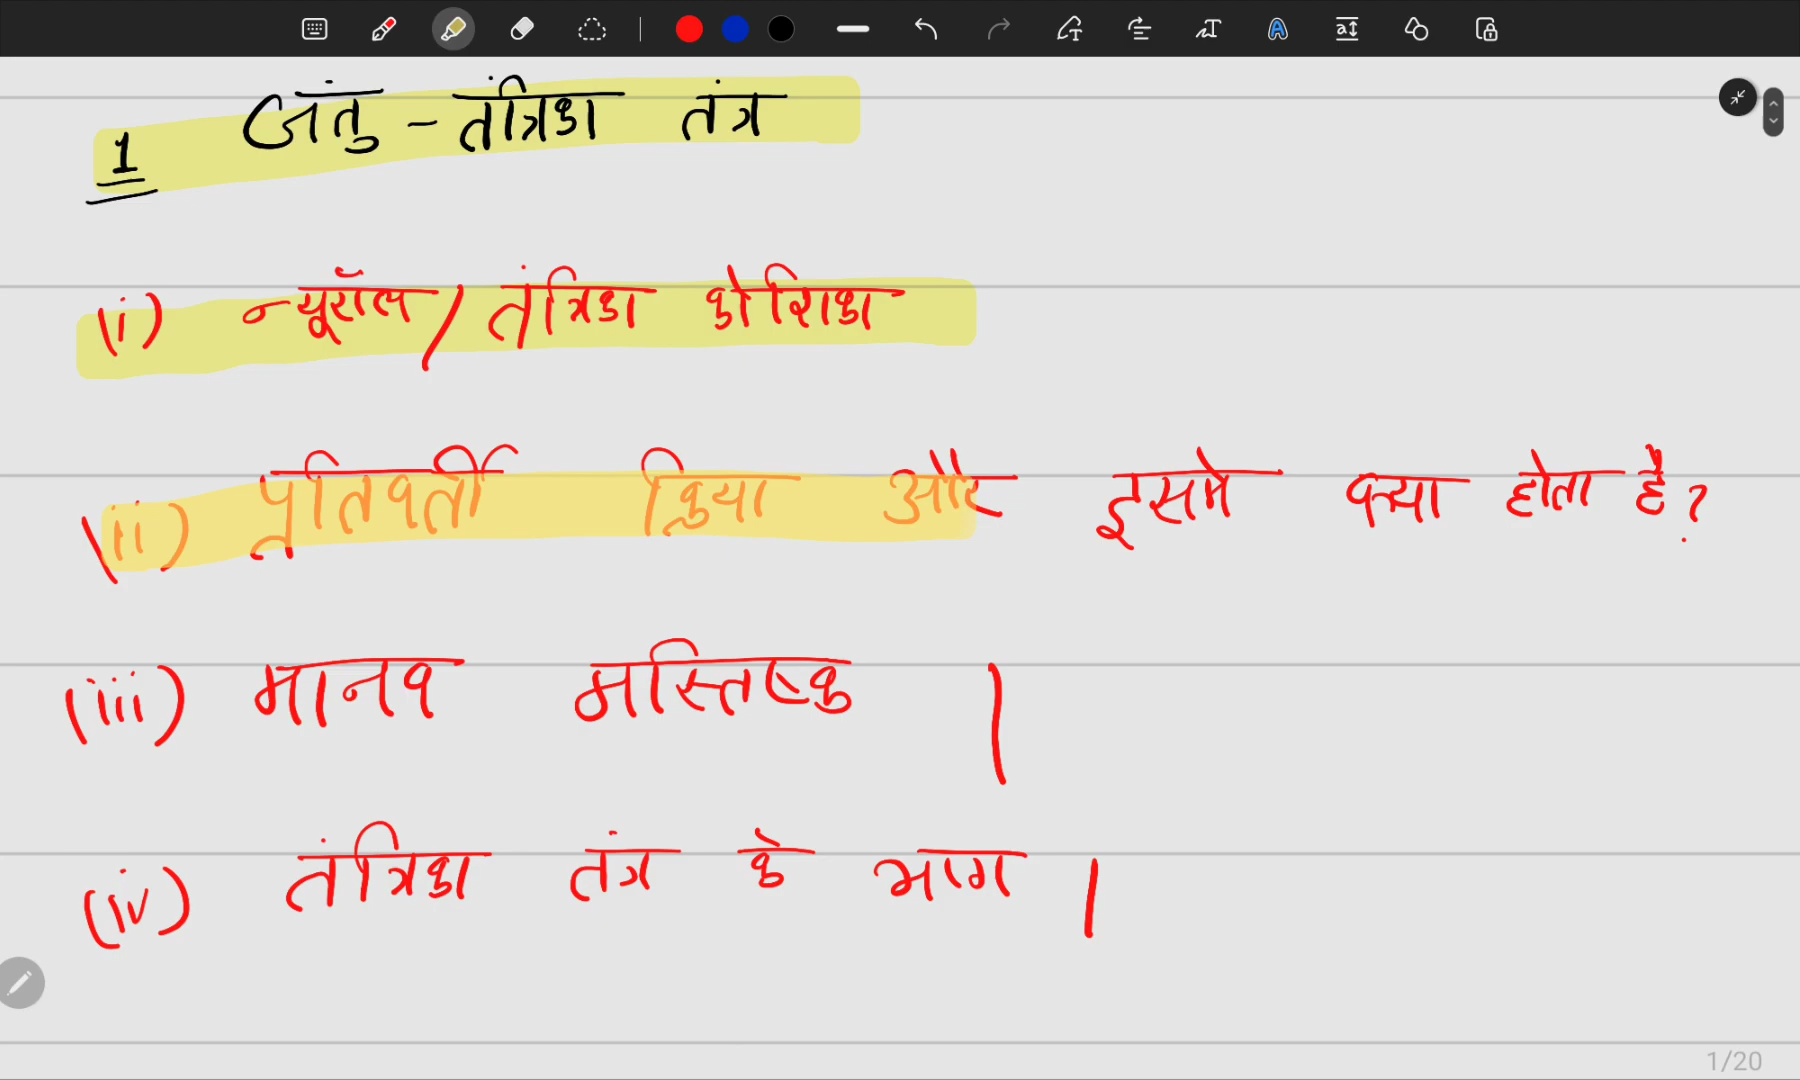 1 जंतु - तंत्रिका तंत्र
(i) न्यूरॉल / तंत्रिका कोशिका
(ii) प्रतिवर्ती क्रिया और इसमे क्या होता है?
(iii) मानव मस्तिष्क |
(iv) तंत्रिका तंत्र के भाग |
1/20